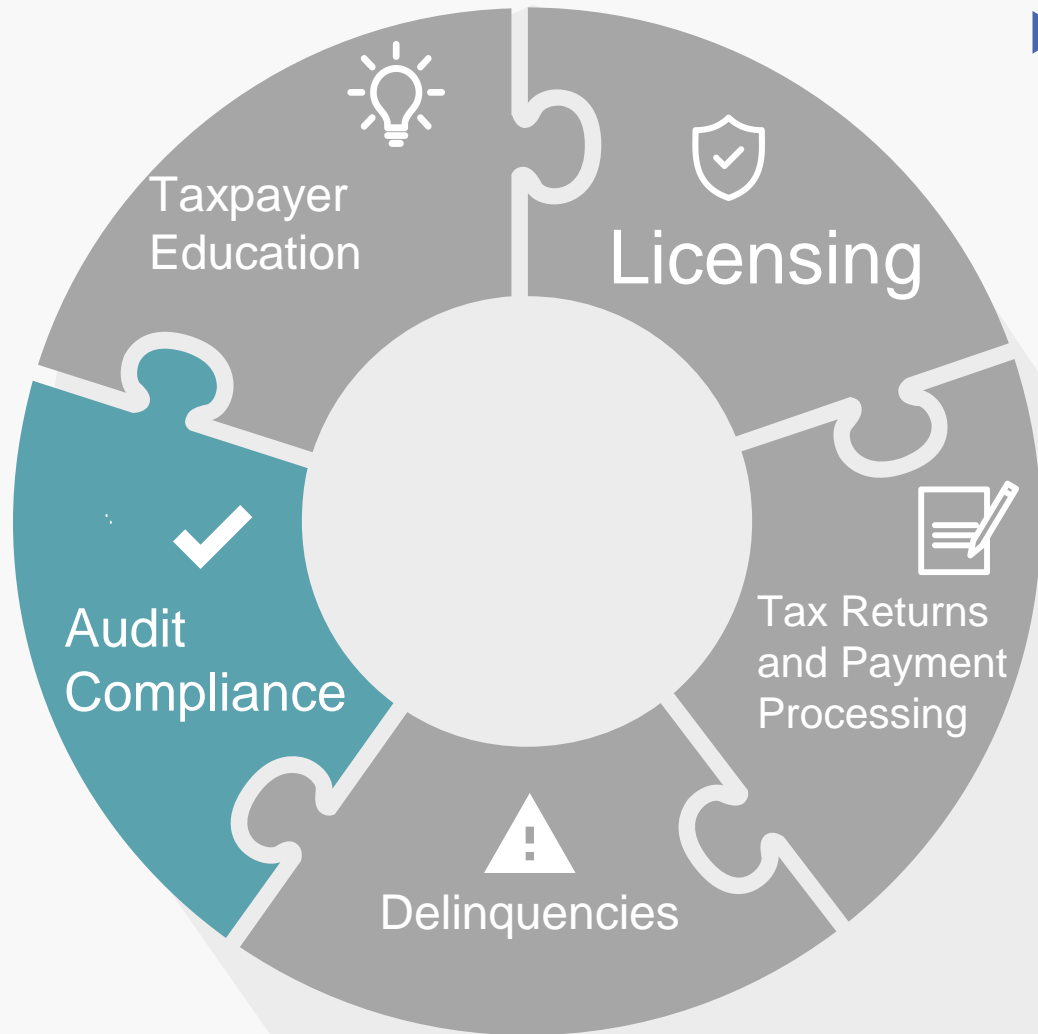 Taxpayer
Education
Licensing
Tax Returns
and Payment
Processing
Delinquencies
Audit
Compliance